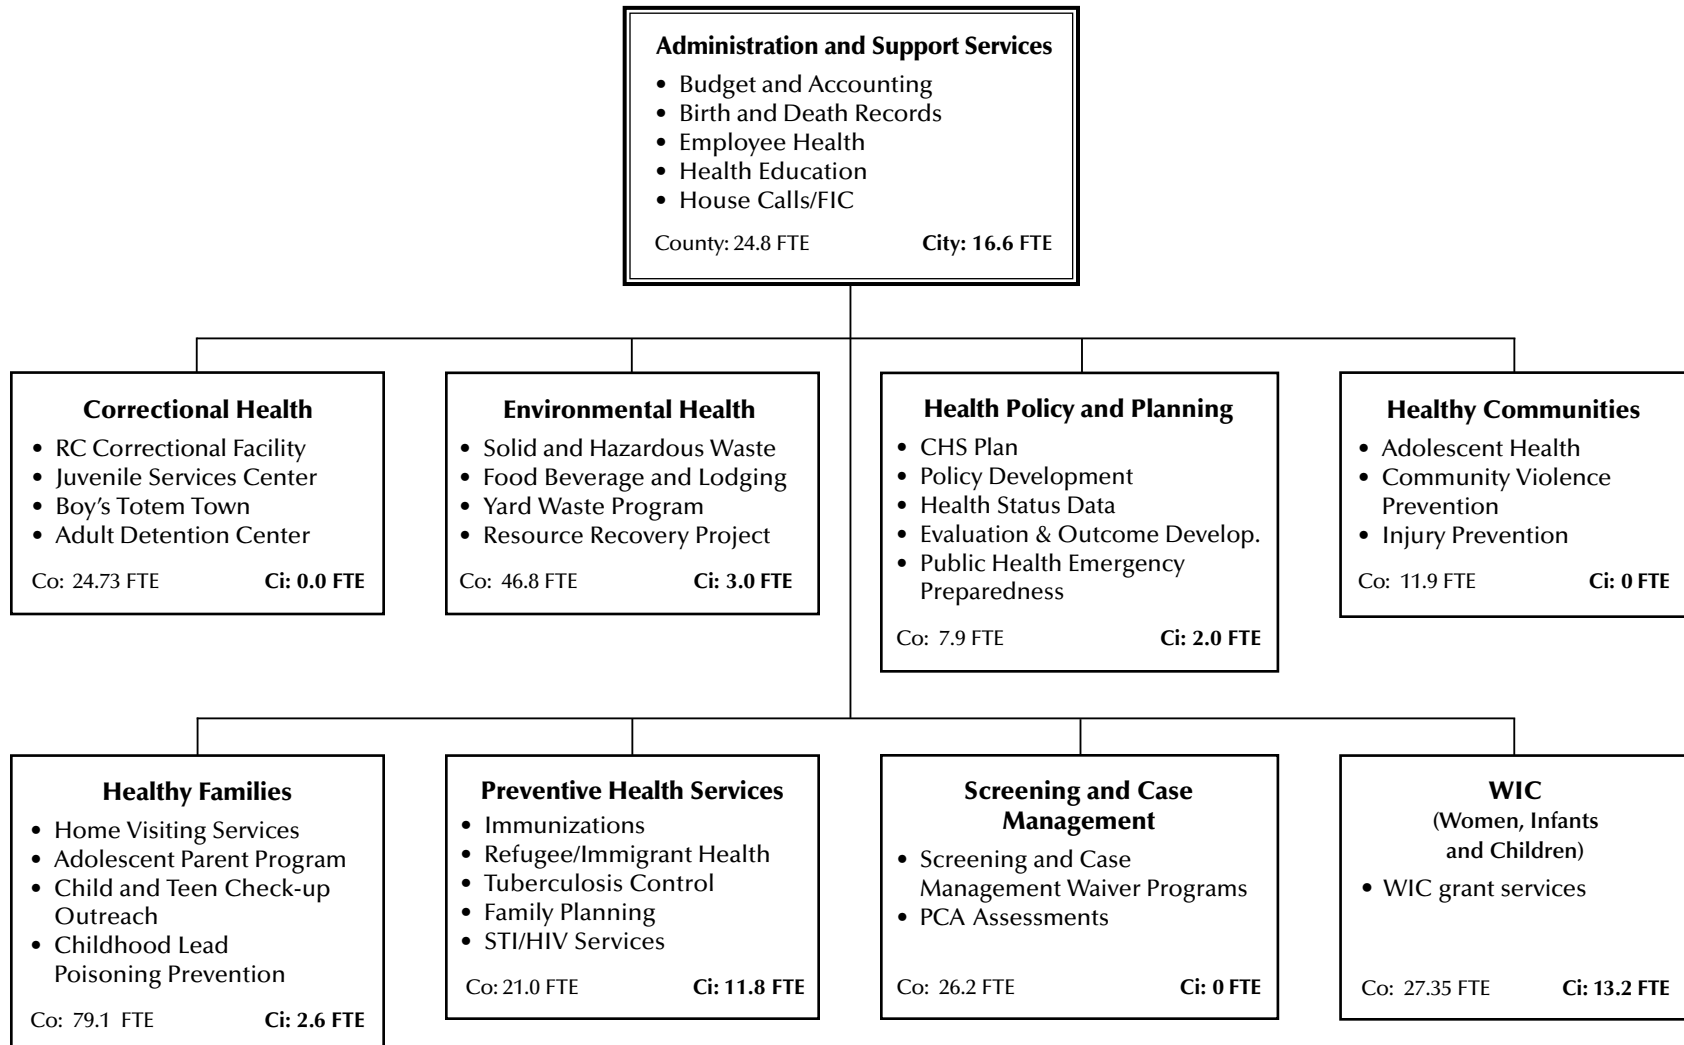 Administration and Support Services
• Budget and Accounting
• Birth and Death Records
• Employee Health
• Health Education
• House Calls/FIC
County: 24.8 FTE City: 16.6 FTE
Correctional Health
• RC Correctional Facility
• Juvenile Services Center
• Boy's Totem Town
• Adult Detention Center
Co: 24.73 FTE Ci: 0.0 FTE
Environmental Health
• Solid and Hazardous Waste
• Food Beverage and Lodging
• Yard Waste Program
• Resource Recovery Project
Co: 46.8 FTE Ci: 3.0 FTE
Health Policy and Planning
• CHS Plan
• Policy Development
• Health Status Data
• Evaluation & Outcome Develop.
• Public Health Emergency
Preparedness
Co: 7.9 FTE Ci: 2.0 FTE
Healthy Communities
• Adolescent Health
• Community Violence
Prevention
• Injury Prevention
Co: 11.9 FTE Ci: 0 FTE
Healthy Families
• Home Visiting Services
• Adolescent Parent Program
• Child and Teen Check-up
Outreach
• Childhood Lead
Poisoning Prevention
Co: 79.1 FTE Ci: 2.6 FTE
Preventive Health Services
• Immunizations
• Refugee/Immigrant Health
• Tuberculosis Control
• Family Planning
• STI/HIV Services
Co: 21.0 FTE Ci: 11.8 FTE
Screening and Case
Management
• Screening and Case
Management Waiver Programs
• PCA Assessments
Co: 26.2 FTE Ci: 0 FTE
WIC
(Women, Infants
and Children)
• WIC grant services
Co: 27.35 FTE Ci: 13.2 FTE